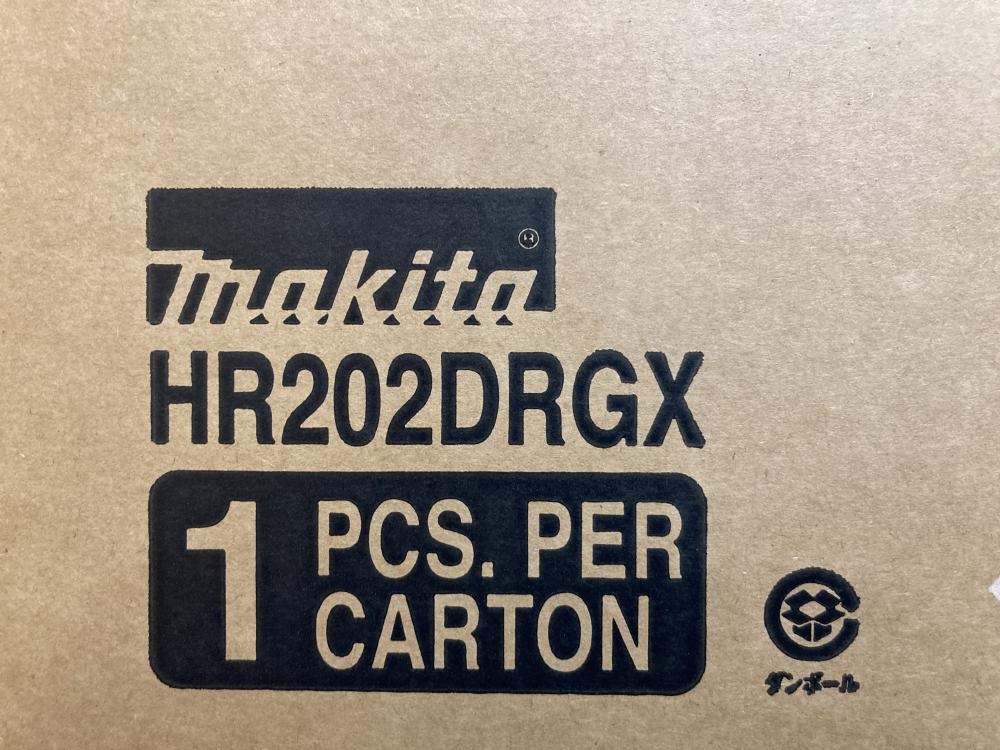 makita®
HR202DRGX
1 PCS. PER
CARTON
ダンボール